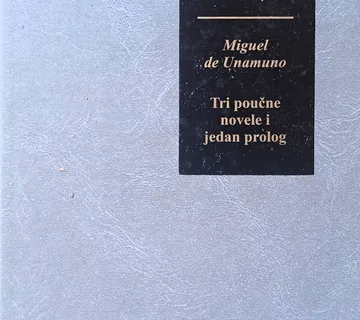 Miguel
de Unamuno
Tri poučne
novele i
jedan prolog